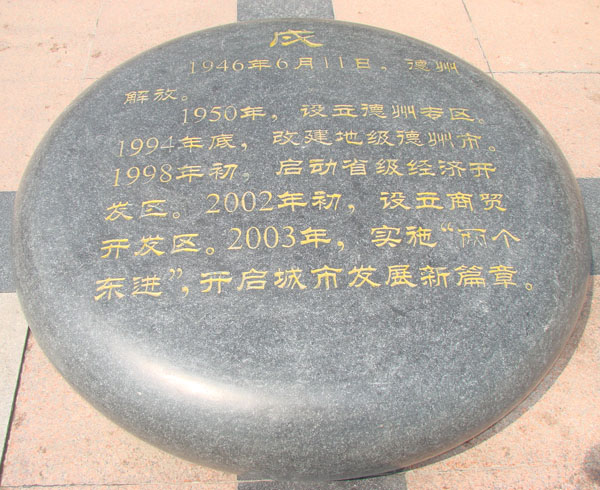 戌
1946年6月11日，德州
解放。
1950年，设立德州专区。
1994年底，改建地级德州市。
1998年初，启动省级经济开
发区。2002年初，设立商贸
开发区。2003年，实施“两个
东进”，开启城市发展新篇章。